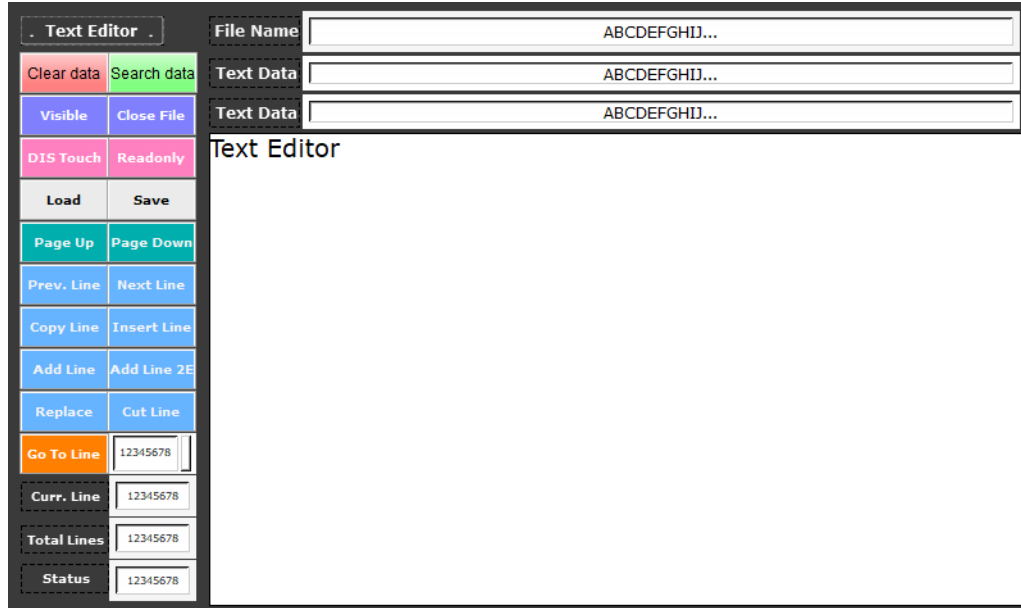 . Text Editor .
File Name ABCDEFGHIJ...
Clear data Search data
Text Data ABCDEFGHIJ...
Visible Close File
Text Data ABCDEFGHIJ...
DIS Touch Readonly
Text Editor
Load Save
Page Up Page Down
Prev. Line Next Line
Copy Line Insert Line
Add Line Add Line 2E
Replace Cut Line
Go To Line 12345678
Curr. Line 12345678
Total Lines 12345678
Status 12345678